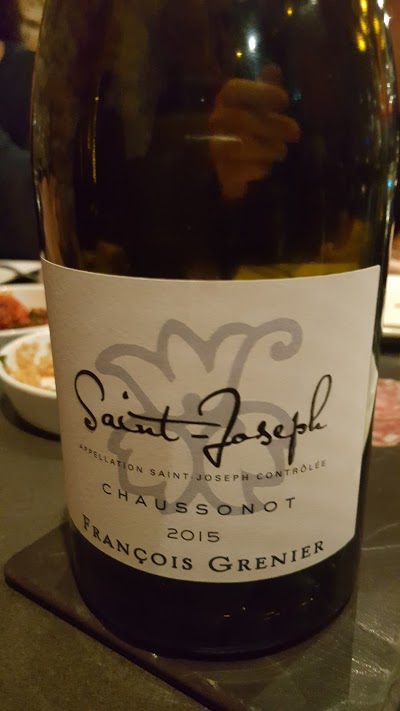 Saint-Joseph
APPELLATION SAINT-JOSEPH CONTRÔLÉE
CHAUSSONOT
2015
FRANÇOIS GRENIER